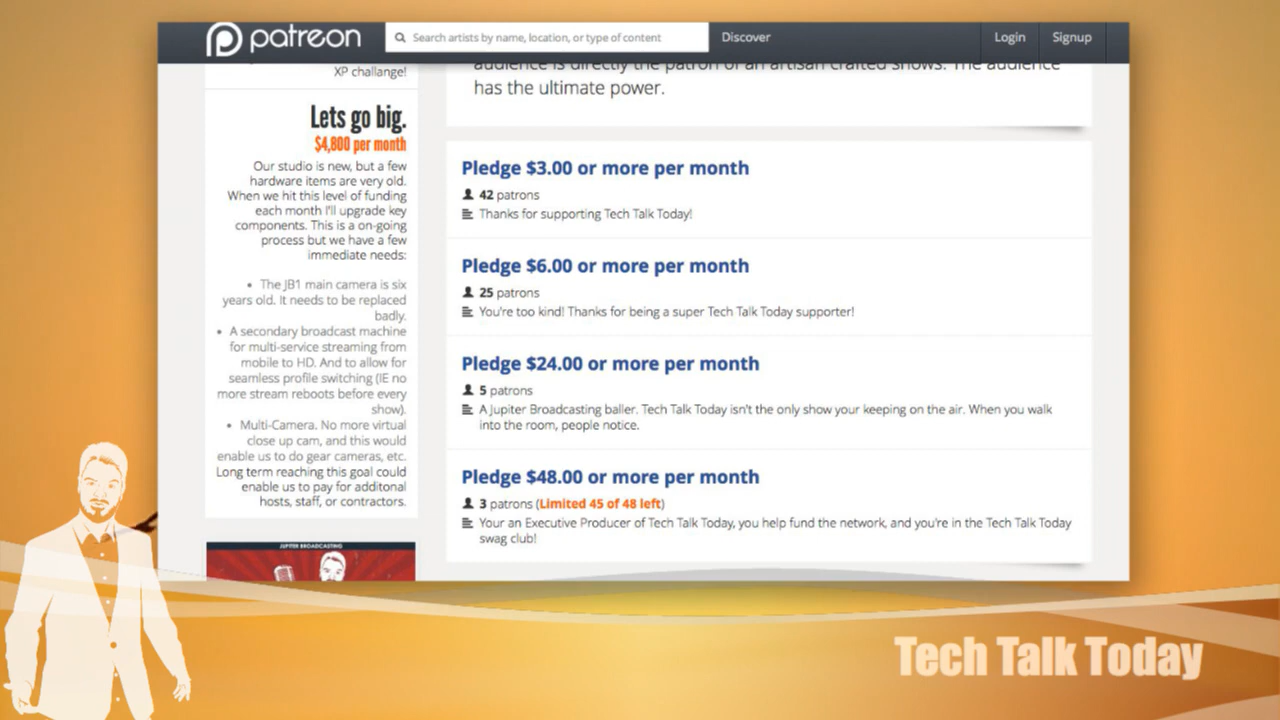 patreon
Search artists by name, location, or type of content
Discover
Login
Signup
XP challange!
Lets go big.
$4,800 per month
Our studio is new, but a few
hardware items are very old.
When we hit this level of funding
each month I'll upgrade key
components. This is a on-going
process but we have a few
immediate needs:
• The JB1 main camera is six
years old. It needs to be replaced
badly.
• A secondary broadcast machine
for multi-service streaming from
mobile to HD. And to allow for
seamless profile switching (IE no
more stream reboots before every
show).
• Multi-Camera. No more virtual
close up cam, and this would
enable us to do gear cameras, etc.
Long term reaching this goal could
enable us to pay for additonal
hosts, staff, or contractors.
JUPITER BROADCASTING
audience is directly the patron of an artisan crafted shows. The audience
has the ultimate power.
Pledge $3.00 or more per month
42 patrons
Thanks for supporting Tech Talk Today!
Pledge $6.00 or more per month
25 patrons
You're too kind! Thanks for being a super Tech Talk Today supporter!
Pledge $24.00 or more per month
5 patrons
A Jupiter Broadcasting baller. Tech Talk Today isn't the only show your keeping on the air. When you walk
into the room, people notice.
Pledge $48.00 or more per month
3 patrons (Limited 45 of 48 left)
Your an Executive Producer of Tech Talk Today, you help fund the network, and you're in the Tech Talk Today
swag club!
Tech Talk Today